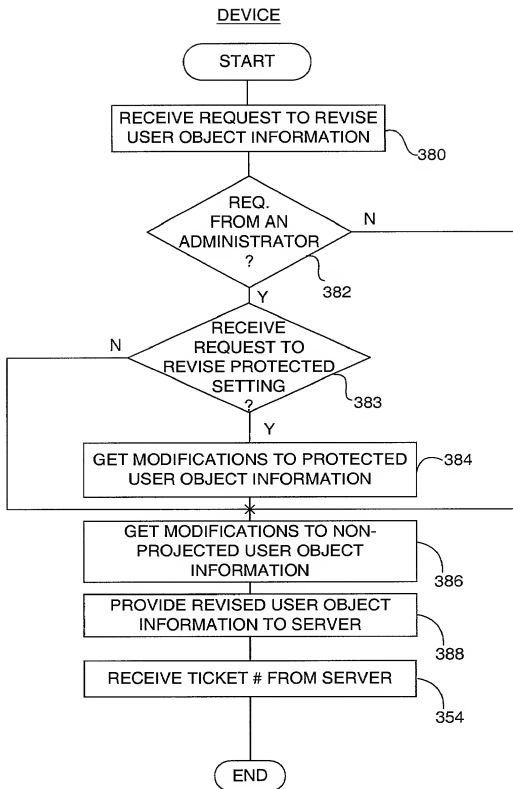 DEVICE
START
RECEIVE REQUEST TO REVISE
USER OBJECT INFORMATION
380
REQ.
FROM AN
ADMINISTRATOR
?
N
382
Y
RECEIVE
REQUEST TO
REVISE PROTECTED
SETTING
?
N
383
Y
GET MODIFICATIONS TO PROTECTED
USER OBJECT INFORMATION
384
GET MODIFICATIONS TO NON-
PROJECTED USER OBJECT
INFORMATION
386
PROVIDE REVISED USER OBJECT
INFORMATION TO SERVER
388
RECEIVE TICKET # FROM SERVER
354
END